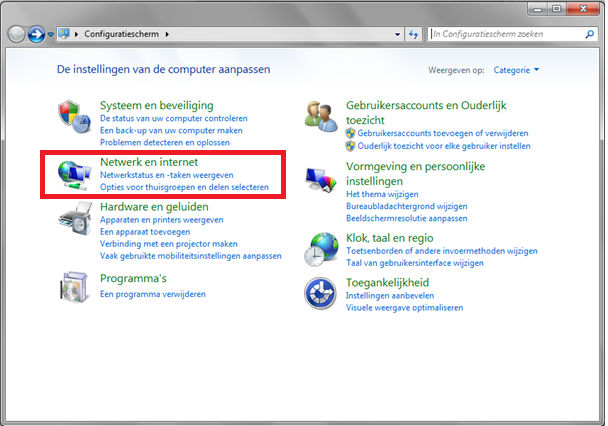 Configuratiescherm
In Configuratiescherm zoeken
De instellingen van de computer aanpassen
Weergeven op: Categorie
Systeem en beveiliging
De status van uw computer controleren
Een back-up van uw computer maken
Problemen detecteren en oplossen
Netwerk en internet
Netwerkstatus en -taken weergeven
Opties voor thuisgroepen en delen selecteren
Hardware en geluiden
Apparaten en printers weergeven
Een apparaat toevoegen
Verbinding met een projector maken
Vaak gebruikte mobiliteitsinstellingen aanpassen
Programma's
Een programma verwijderen
Gebruikersaccounts en Ouderlijk
toezicht
Gebruikersaccounts toevoegen of verwijderen
Ouderlijk toezicht voor elke gebruiker instellen
Vormgeving en persoonlijke
instellingen
Het thema wijzigen
Bureaubladachtergrond wijzigen
Beeldschermresolutie aanpassen
Klok, taal en regio
Toetsenborden of andere invoermethoden wijzigen
Taal van gebruikersinterface wijzigen
Toegankelijkheid
Instellingen aanbevelen
Visuele weergave optimaliseren